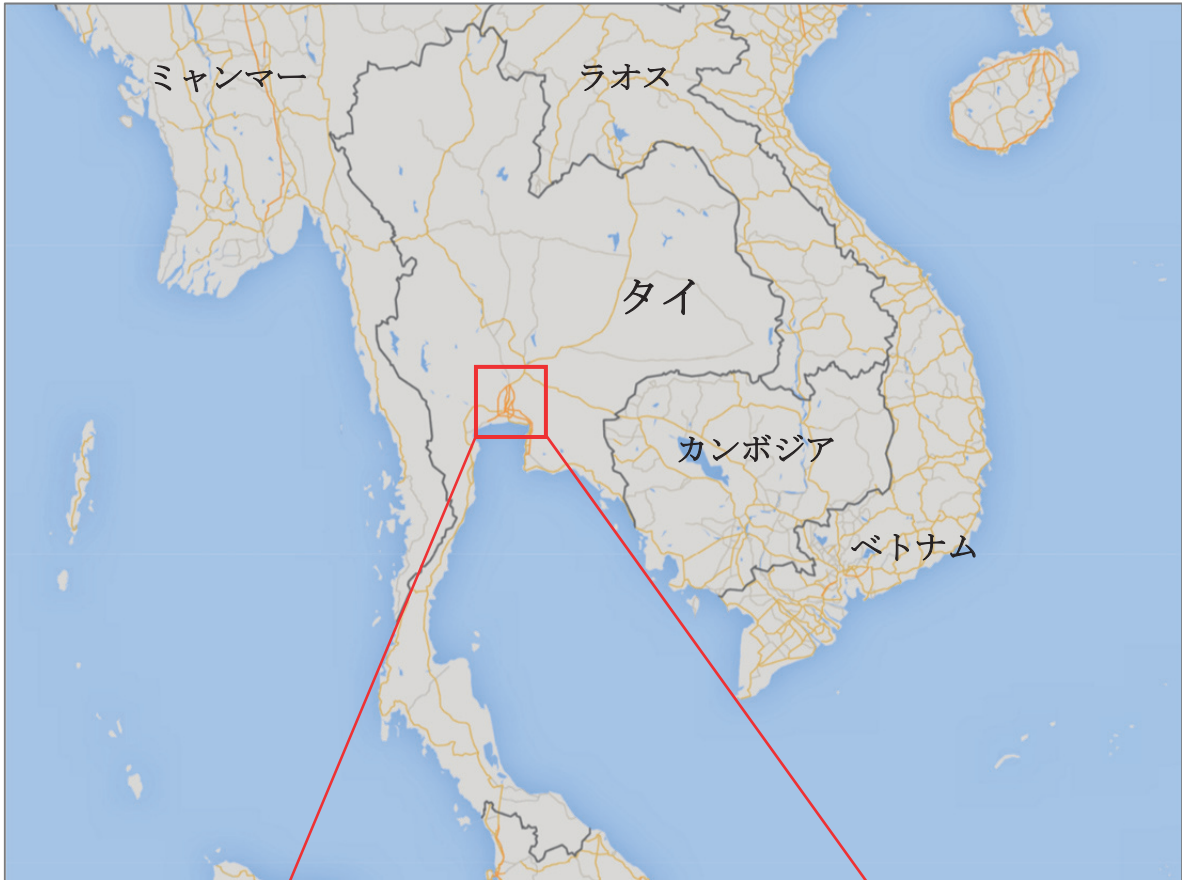 ミャンマー
ラオス
タイ
カンボジア
ベトナム